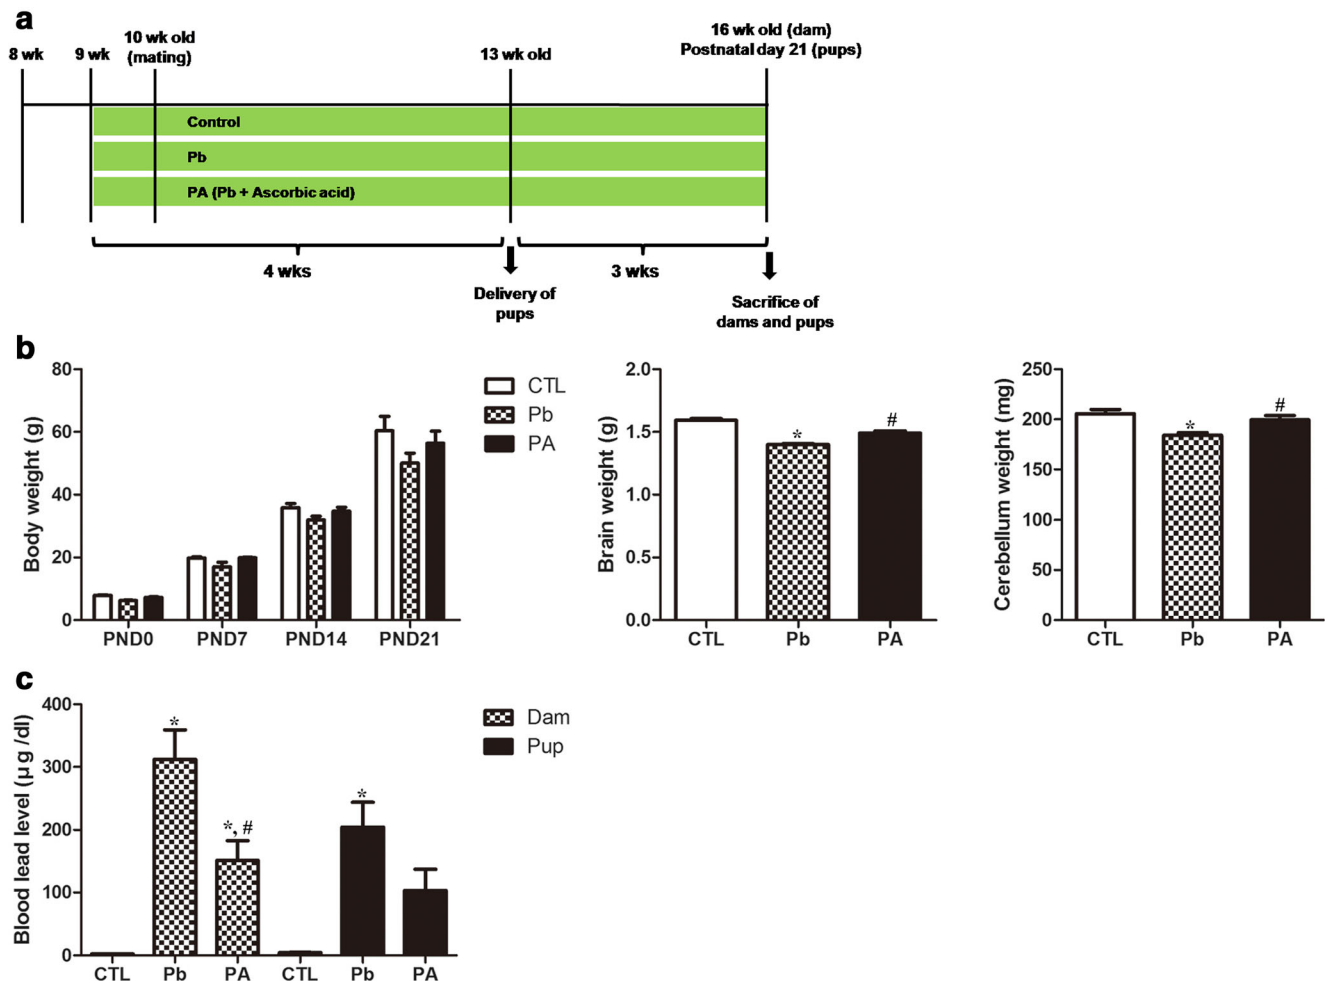 a
8 wk
9 wk
10 wk old
(mating)
13 wk old
16 wk old (dam)
Postnatal day 21 (pups)
Control
Pb
PA (Pb + Ascorbic acid)
4 wks
3 wks
Delivery of
pups
Sacrifice of
dams and pups
b
Body weight (g)
80
60
40
20
0
PND0 PND7 PND14 PND21
CTL
Pb
PA
Brain weight (g)
2.0
1.5
1.0
0.5
0.0
*
#
CTL Pb PA
Cerebellum weight (mg)
250
200
150
100
50
0
*
#
CTL Pb PA
c
Blood lead level (µ g /dl)
400
300
200
100
0
*
*, #
*
CTL Pb PA CTL Pb PA
Dam
Pup